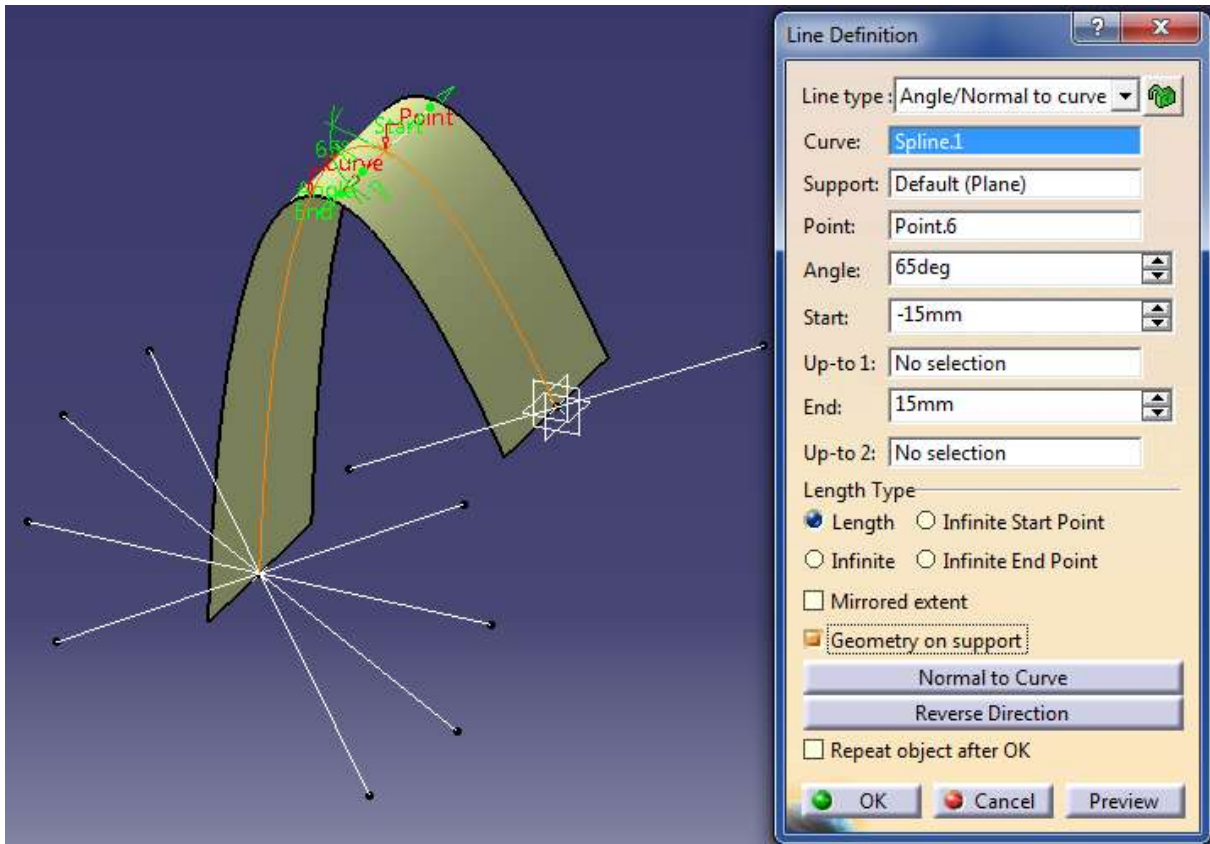 Line Definition
?
X
Line type : Angle/Normal to curve
Curve: Spline.1
Support: Default (Plane)
Point: Point.6
Angle: 65deg
Start: -15mm
Up-to 1: No selection
End: 15mm
Up-to 2: No selection
Length Type
Length Infinite Start Point
Infinite Infinite End Point
Mirrored extent
Geometry on support
Normal to Curve
Reverse Direction
Repeat object after OK
OK Cancel Preview
Point
Start
Curve
Angle
End